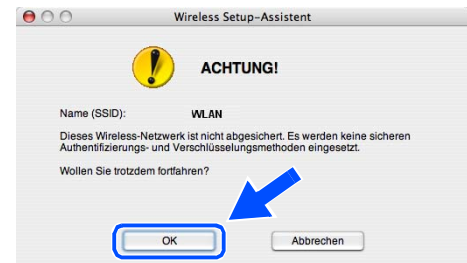 Wireless Setup-Assistent
ACHTUNG!
Name (SSID): WLAN
Dieses Wireless-Netzwerk ist nicht abgesichert. Es werden keine sicheren
Authentifizierungs- und Verschlüsselungsmethoden eingesetzt.
Wollen Sie trotzdem fortfahren?
OK Abbrechen